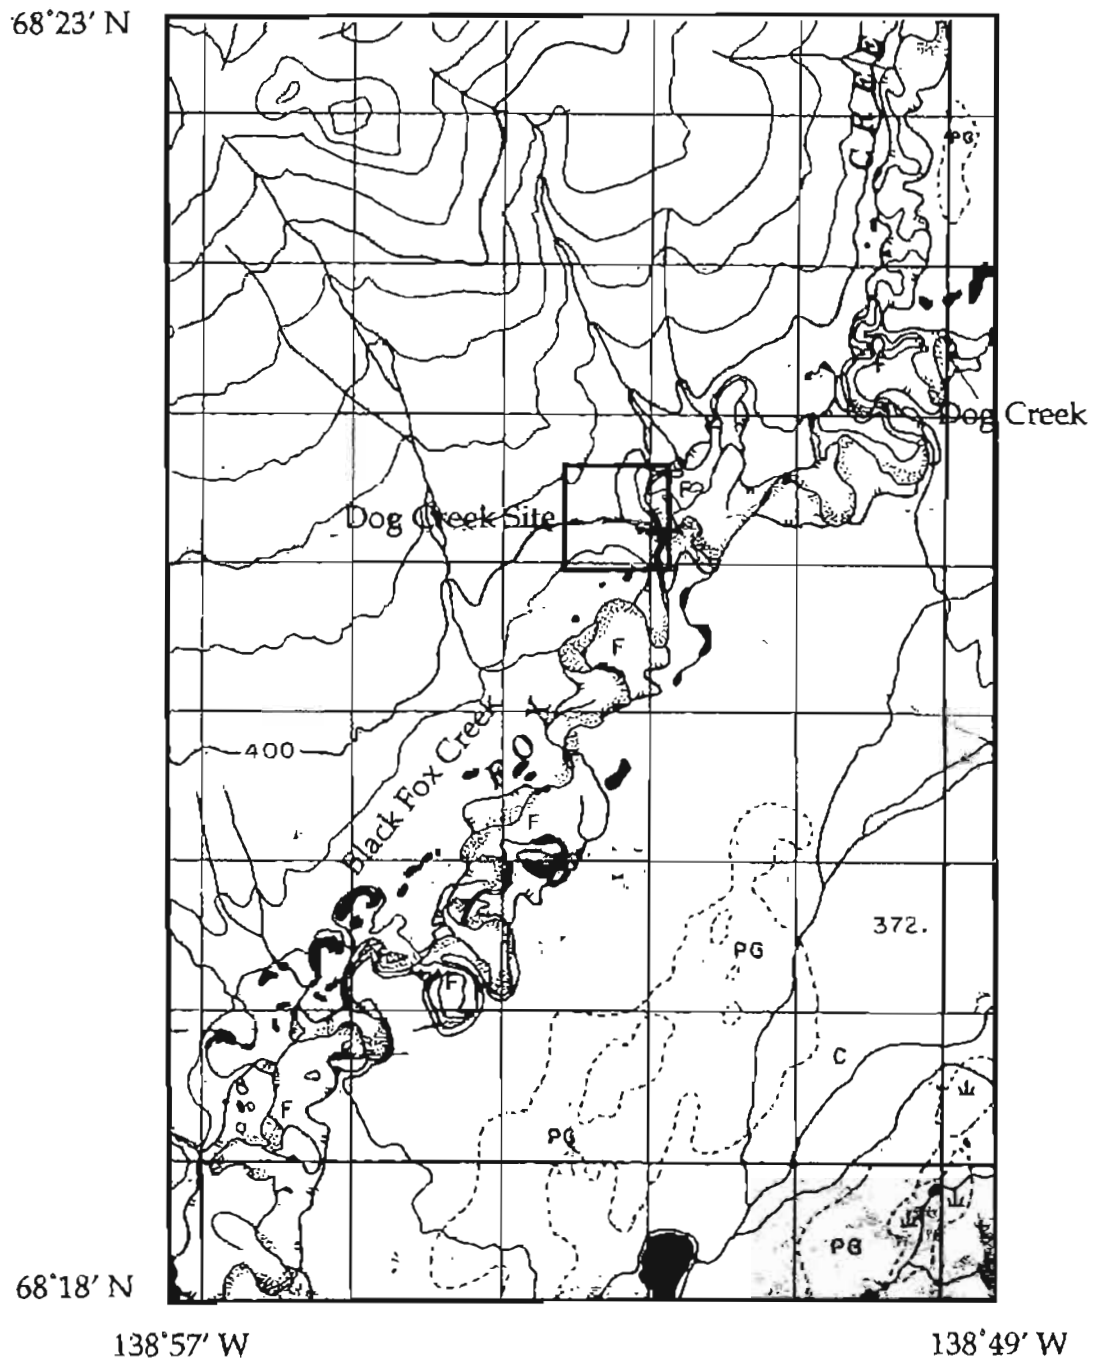 68°23' N
CREE
PG
Dog Creek
F
Dog Creek Site
F
400
Black Fox Creek
F O
F
372.
PG
F
C
F
PG
PG
68°18' N
138°57' W
138°49' W